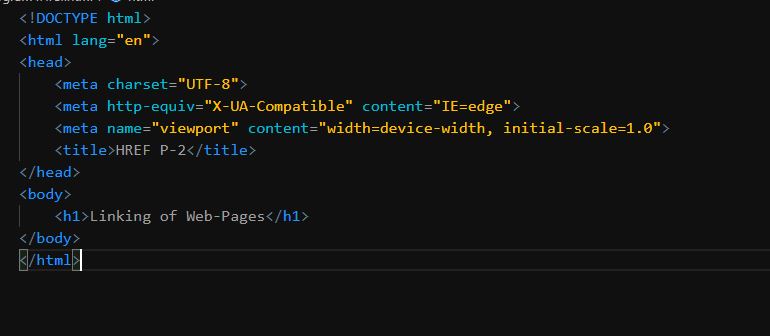 <!DOCTYPE html>
<html lang="en">
<head>
    <meta charset="UTF-8">
    <meta http-equiv="X-UA-Compatible" content="IE=edge">
    <meta name="viewport" content="width=device-width, initial-scale=1.0">
    <title>HREF P-2</title>
</head>
<body>
    <h1>Linking of Web-Pages</h1>
</body>
</html>